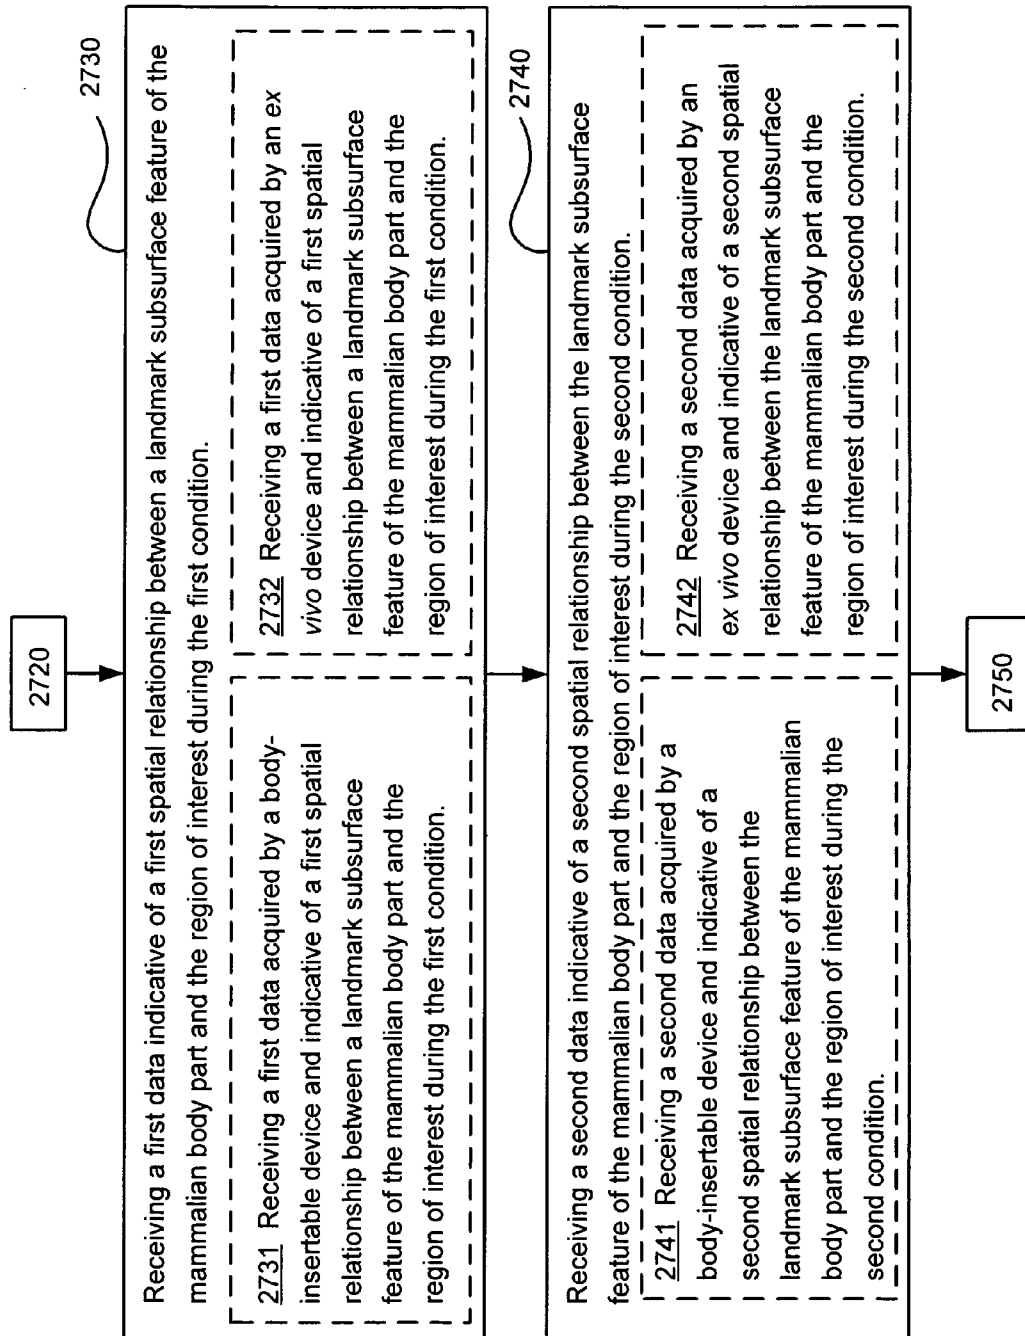 2720
2730
Receiving a first data indicative of a first spatial relationship between a landmark subsurface feature of the
mammalian body part and the region of interest during the first condition.
2731 Receiving a first data acquired by a body-
insertable device and indicative of a first spatial
relationship between a landmark subsurface
feature of the mammalian body part and the
region of interest during the first condition.
2732 Receiving a first data acquired by an ex
vivo device and indicative of a first spatial
relationship between a landmark subsurface
feature of the mammalian body part and the
region of interest during the first condition.
2740
Receiving a second data indicative of a second spatial relationship between the landmark subsurface
feature of the mammalian body part and the region of interest during the second condition.
2741 Receiving a second data acquired by a
body-insertable device and indicative of a
second spatial relationship between the
landmark subsurface feature of the mammalian
body part and the region of interest during the
second condition.
2742 Receiving a second data acquired by an
ex vivo device and indicative of a second spatial
relationship between the landmark subsurface
feature of the mammalian body part and the
region of interest during the second condition.
2750